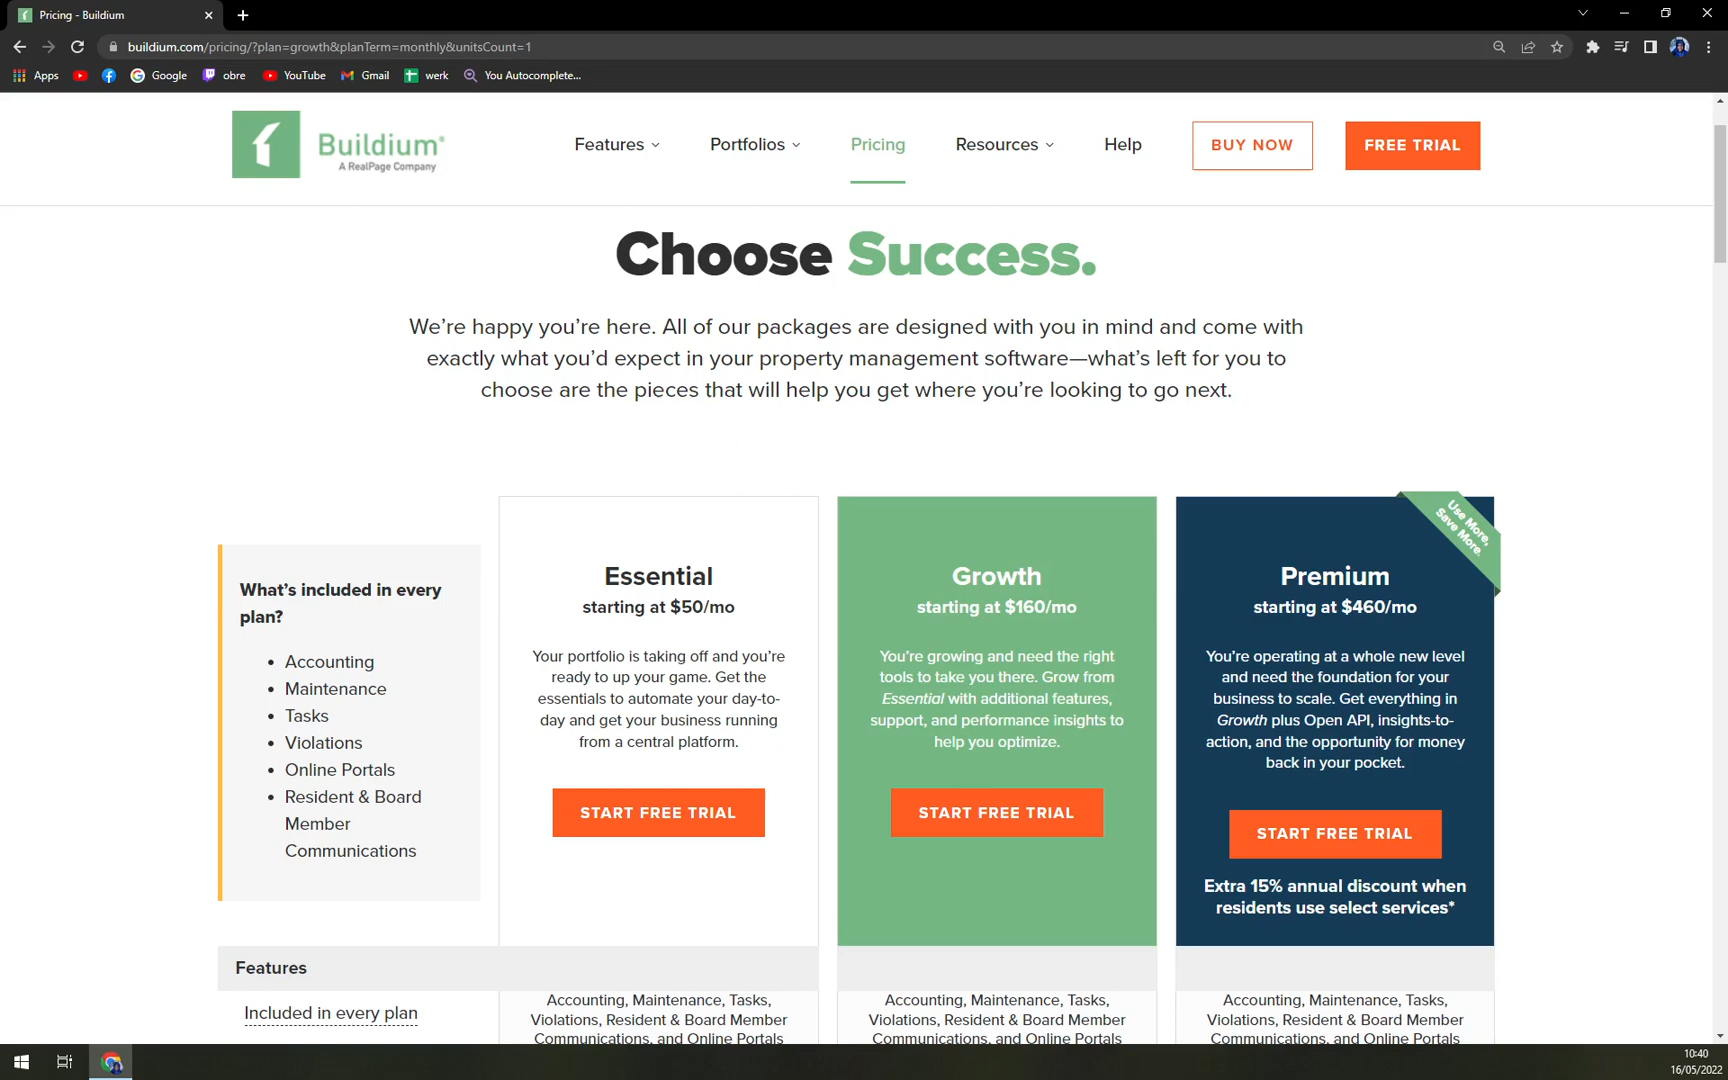 Pricing - Buildium
buildium.com/pricing/?plan=growth&planTerm=monthly&unitsCount=1
Apps
Google
obre
YouTube
Gmail
werk
You Autocomplete...
Buildium®
A RealPage Company
Features
Portfolios
Pricing
Resources
Help
BUY NOW
FREE TRIAL
Choose Success.
We're happy you're here. All of our packages are designed with you in mind and come with
exactly what you'd expect in your property management software—what's left for you to
choose are the pieces that will help you get where you're looking to go next.
What's included in every
plan?
• Accounting
• Maintenance
• Tasks
• Violations
• Online Portals
• Resident & Board
Member
Communications
Essential
starting at $50/mo
Your portfolio is taking off and you're
ready to up your game. Get the
essentials to automate your day-to-
day and get your business running
from a central platform.
START FREE TRIAL
Growth
starting at $160/mo
You're growing and need the right
tools to take you there. Grow from
Essential with additional features,
support, and performance insights to
help you optimize.
START FREE TRIAL
Use More,
Save More.
Premium
starting at $460/mo
You're operating at a whole new level
and need the foundation for your
business to scale. Get everything in
Growth plus Open API, insights-to-
action, and the opportunity for money
back in your pocket.
START FREE TRIAL
Extra 15% annual discount when
residents use select services*
Features
Included in every plan
Accounting, Maintenance, Tasks,
Violations, Resident & Board Member
Communications, and Online Portals
Accounting, Maintenance, Tasks,
Violations, Resident & Board Member
Communications, and Online Portals
Accounting, Maintenance, Tasks,
Violations, Resident & Board Member
Communications, and Online Portals
10:40
16/05/2022